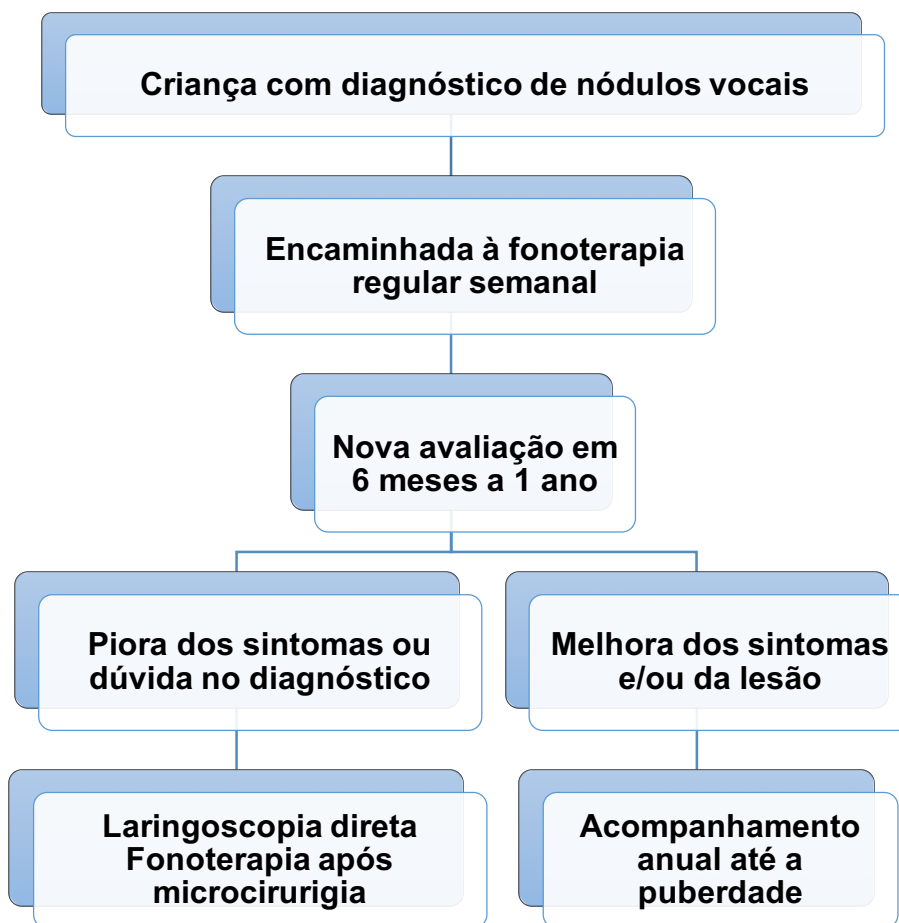 Criança com diagnóstico de nódulos vocais
Encaminhada à fonoterapia
regular semanal
Nova avaliação em
6 meses a 1 ano
Piora dos sintomas ou
dúvida no diagnóstico
Melhora dos sintomas
e/ou da lesão
Laringoscopia direta
Fonoterapia após
microcirurigia
Acompanhamento
anual até a
puberdade